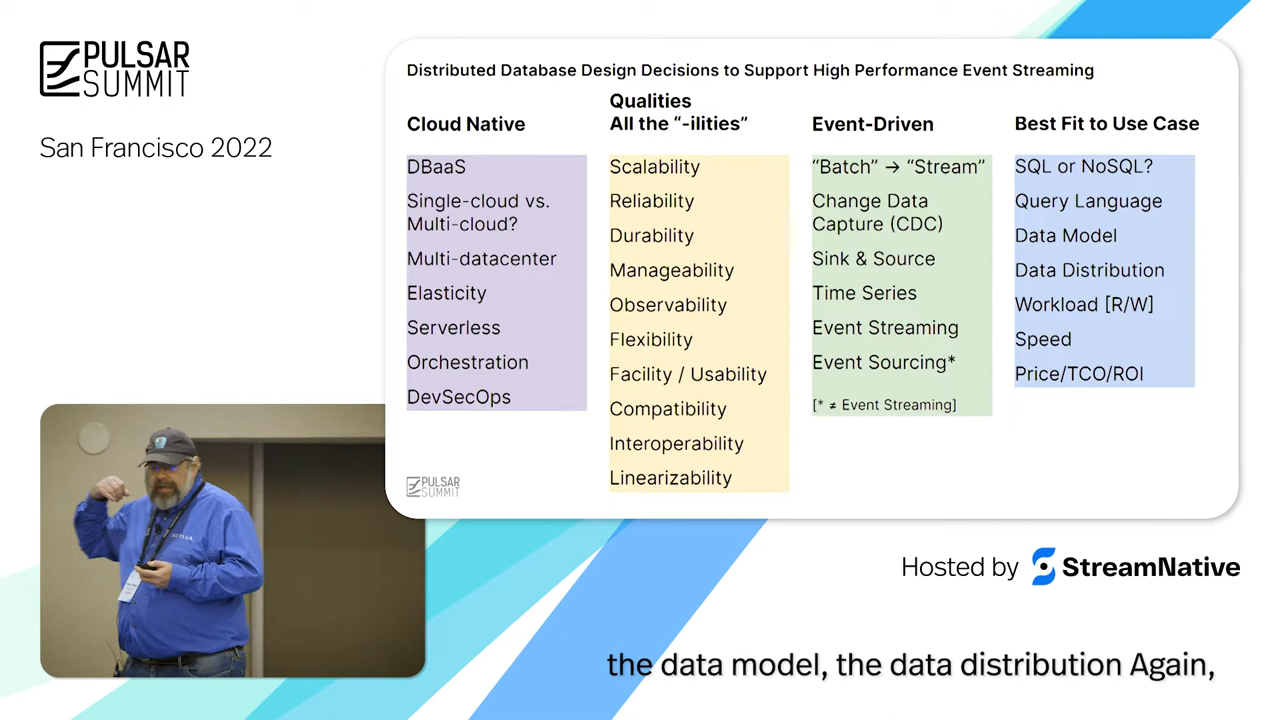 PULSAR
SUMMIT
San Francisco 2022
Distributed Database Design Decisions to Support High Performance Event Streaming
Cloud Native
DBaaS
Single-cloud vs.
Multi-cloud?
Multi-datacenter
Elasticity
Serverless
Orchestration
DevSecOps
Qualities
All the “-ilities”
Scalability
Reliability
Durability
Manageability
Observability
Flexibility
Facility / Usability
Compatibility
Interoperability
Linearizability
Event-Driven
“Batch” → “Stream”
Change Data
Capture (CDC)
Sink & Source
Time Series
Event Streaming
Event Sourcing*
[* ≠ Event Streaming]
Best Fit to Use Case
SQL or NoSQL?
Query Language
Data Model
Data Distribution
Workload [R/W]
Speed
Price/TCO/ROI
PULSAR
SUMMIT
SCYLLA.
Hosted by StreamNative
the data model, the data distribution Again,